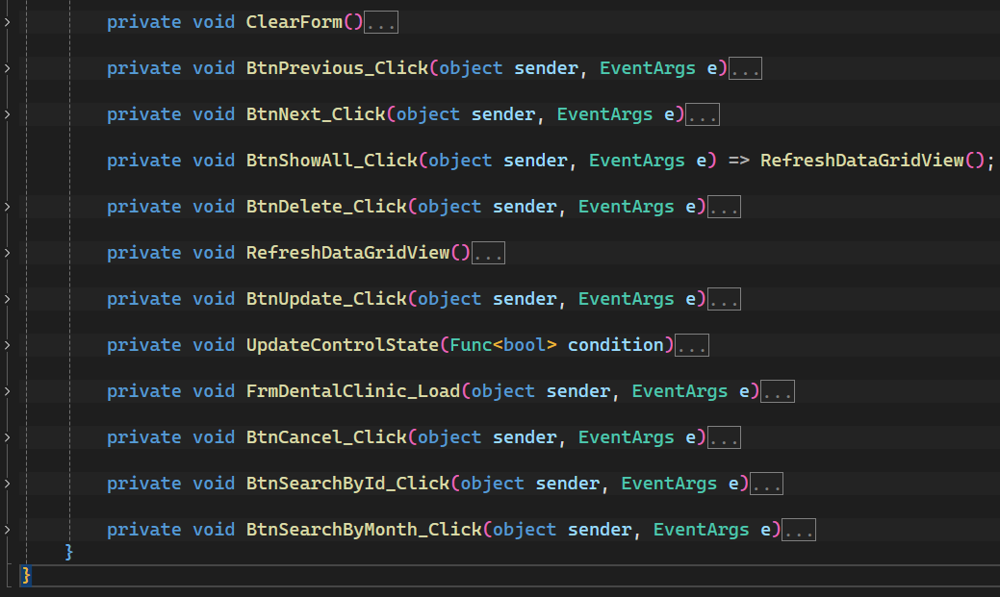 private void ClearForm()...
private void BtnPrevious_Click(object sender, EventArgs e)...
private void BtnNext_Click(object sender, EventArgs e)...
private void BtnShowAll_Click(object sender, EventArgs e) => RefreshDataGridView();
private void BtnDelete_Click(object sender, EventArgs e)...
private void RefreshDataGridView()...
private void BtnUpdate_Click(object sender, EventArgs e)...
private void UpdateControlState(Func<bool> condition)...
private void FrmDentalClinic_Load(object sender, EventArgs e)...
private void BtnCancel_Click(object sender, EventArgs e)...
private void BtnSearchById_Click(object sender, EventArgs e)...
private void BtnSearchByMonth_Click(object sender, EventArgs e)...
}
}